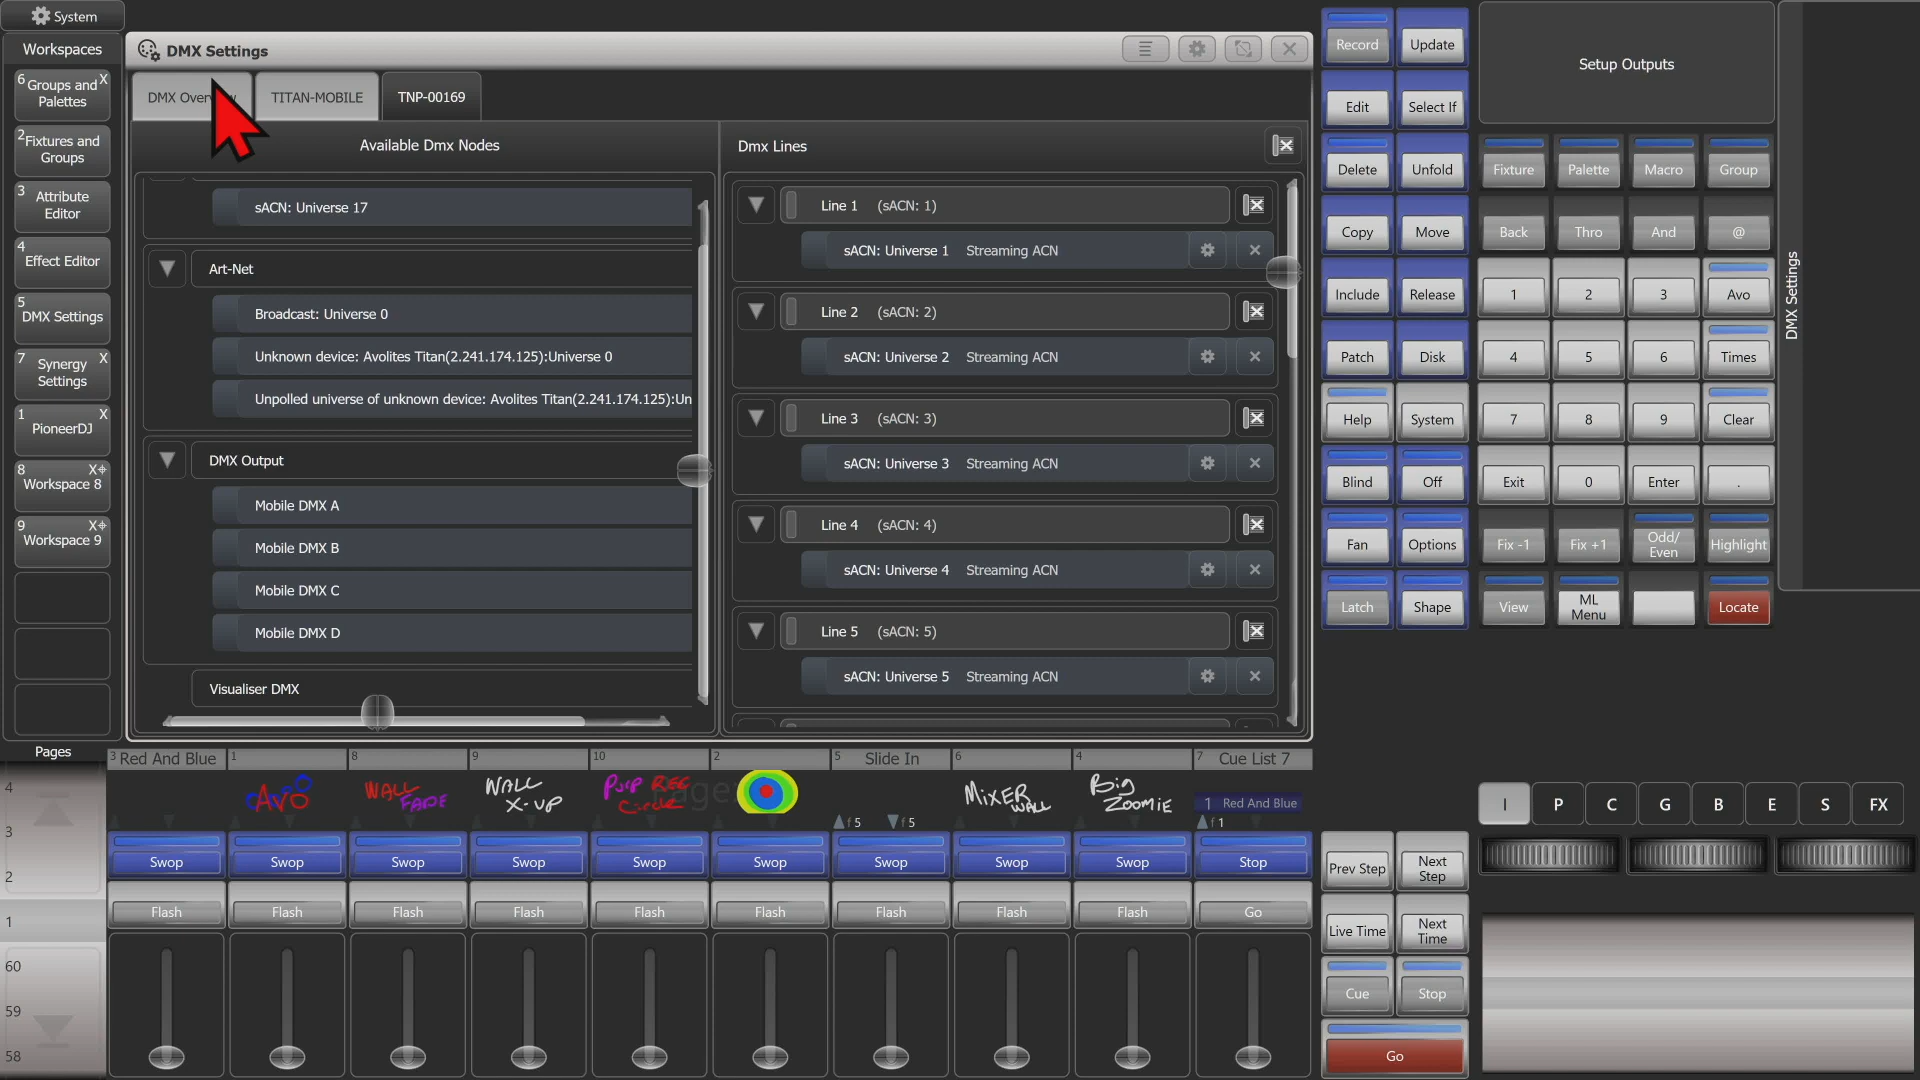 System
Workspaces
6 Groups and Palettes X
2 Fixtures and Groups
3 Attribute Editor
4 Effect Editor
5 DMX Settings
7 Synergy Settings X
1 PioneerDJ X
8 Workspace 8 X
9 Workspace 9 X
DMX Settings
TITAN-MOBILE
TNP-00169
Available Dmx Nodes
sACN: Universe 17
Art-Net
Broadcast: Universe 0
Unknown device: Avolites Titan(2.241.174.125):Universe 0
Unpolled universe of unknown device: Avolites Titan(2.241.174.125):Un
DMX Output
Mobile DMX A
Mobile DMX B
Mobile DMX C
Mobile DMX D
Visualiser DMX
Dmx Lines
Line 1 (sACN: 1)
sACN: Universe 1 Streaming ACN
Line 2 (sACN: 2)
sACN: Universe 2 Streaming ACN
Line 3 (sACN: 3)
sACN: Universe 3 Streaming ACN
Line 4 (sACN: 4)
sACN: Universe 4 Streaming ACN
Line 5 (sACN: 5)
sACN: Universe 5 Streaming ACN
Record Update
Edit Select If
Delete Unfold
Copy Move
Include Release
Patch Disk
Help System
Blind Off
Fan Options
Latch Shape
Setup Outputs
Fixture Palette Macro Group
Back Thro And @
1 2 3 Avo
4 5 6 Times
7 8 9 Clear
Exit 0 Enter .
Fix -1 Fix +1 Odd/Even Highlight
View ML Menu Locate
DMX Settings
Pages
4
3
2
1
60
59
58
3 Red And Blue
1
8
9
10
2
5 Slide In
6
4
7 Cue List 7
AVO
WALL FADE
WALL X-UP
PURP REE Circle
Page
MIXER WALL
Big Zoomie
1 Red And Blue
f 5 f 5
f 1
Swop Swop Swop Swop Swop Swop Swop Swop Swop Stop
Flash Flash Flash Flash Flash Flash Flash Flash Flash Go
Prev Step Next Step
Live Time Next Time
Cue Stop
Go
I P C G B E S FX